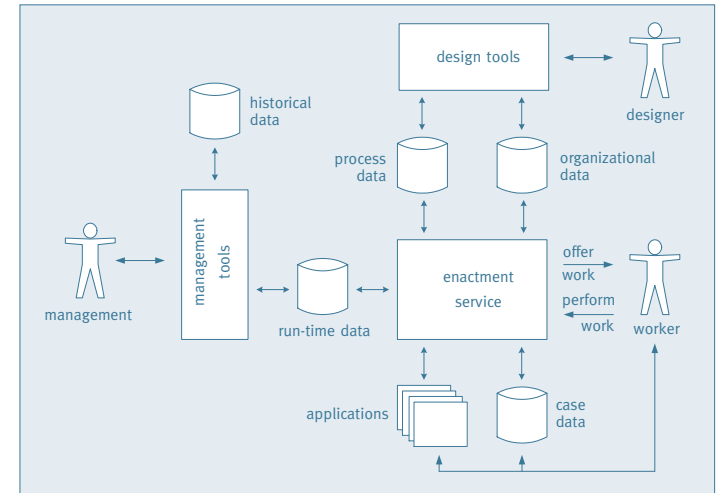 design tools
designer
historical
data
process
data
organizational
data
management
tools
management
enactment
service
offer
work
perform
work
worker
run-time data
applications
case
data